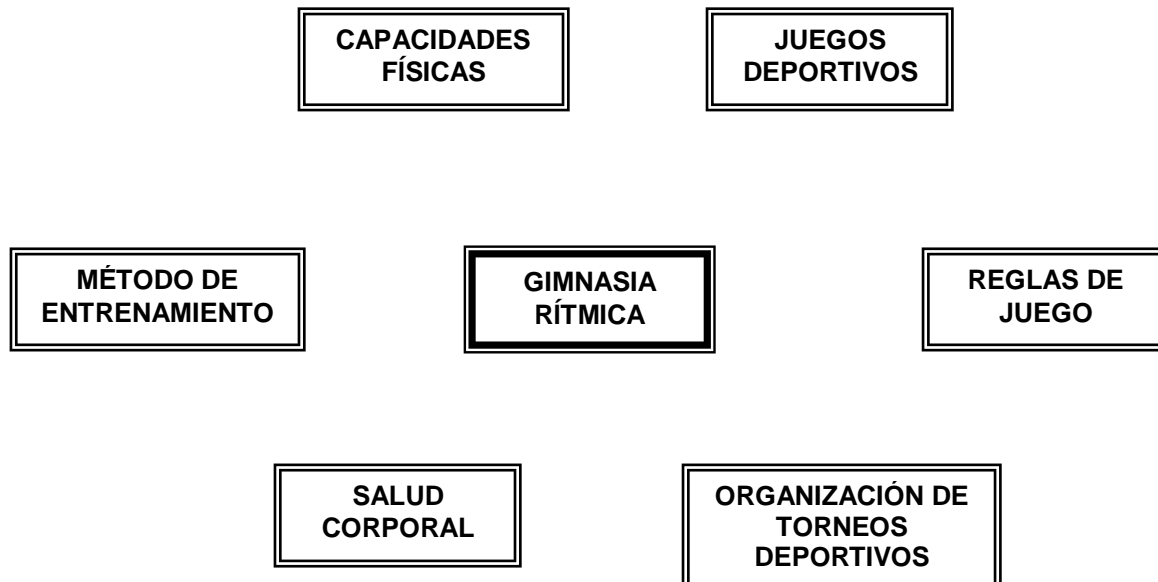 CAPACIDADES
FÍSICAS
JUEGOS
DEPORTIVOS
MÉTODO DE
ENTRENAMIENTO
GIMNASIA
RÍTMICA
REGLAS DE
JUEGO
SALUD
CORPORAL
ORGANIZACIÓN DE
TORNEOS
DEPORTIVOS